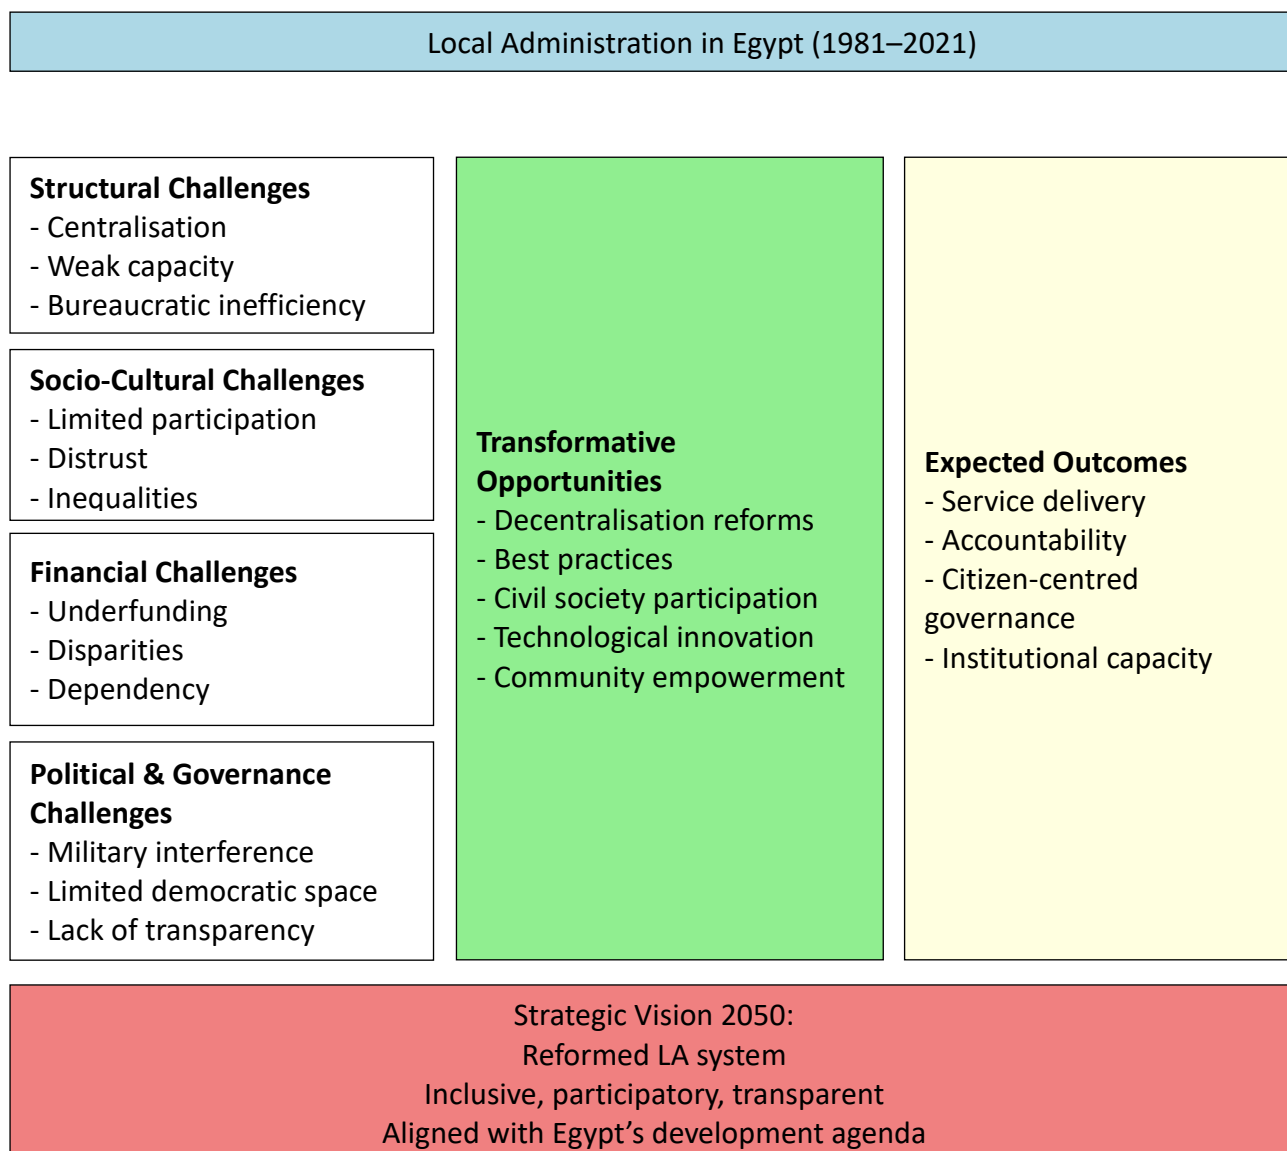 Local Administration in Egypt (1981–2021)
Structural Challenges
- Centralisation
- Weak capacity
- Bureaucratic inefficiency
Socio-Cultural Challenges
- Limited participation
- Distrust
- Inequalities
Financial Challenges
- Underfunding
- Disparities
- Dependency
Political & Governance
Challenges
- Military interference
- Limited democratic space
- Lack of transparency
Transformative
Opportunities
- Decentralisation reforms
- Best practices
- Civil society participation
- Technological innovation
- Community empowerment
Expected Outcomes
- Service delivery
- Accountability
- Citizen-centred
governance
- Institutional capacity
Strategic Vision 2050:
Reformed LA system
Inclusive, participatory, transparent
Aligned with Egypt’s development agenda